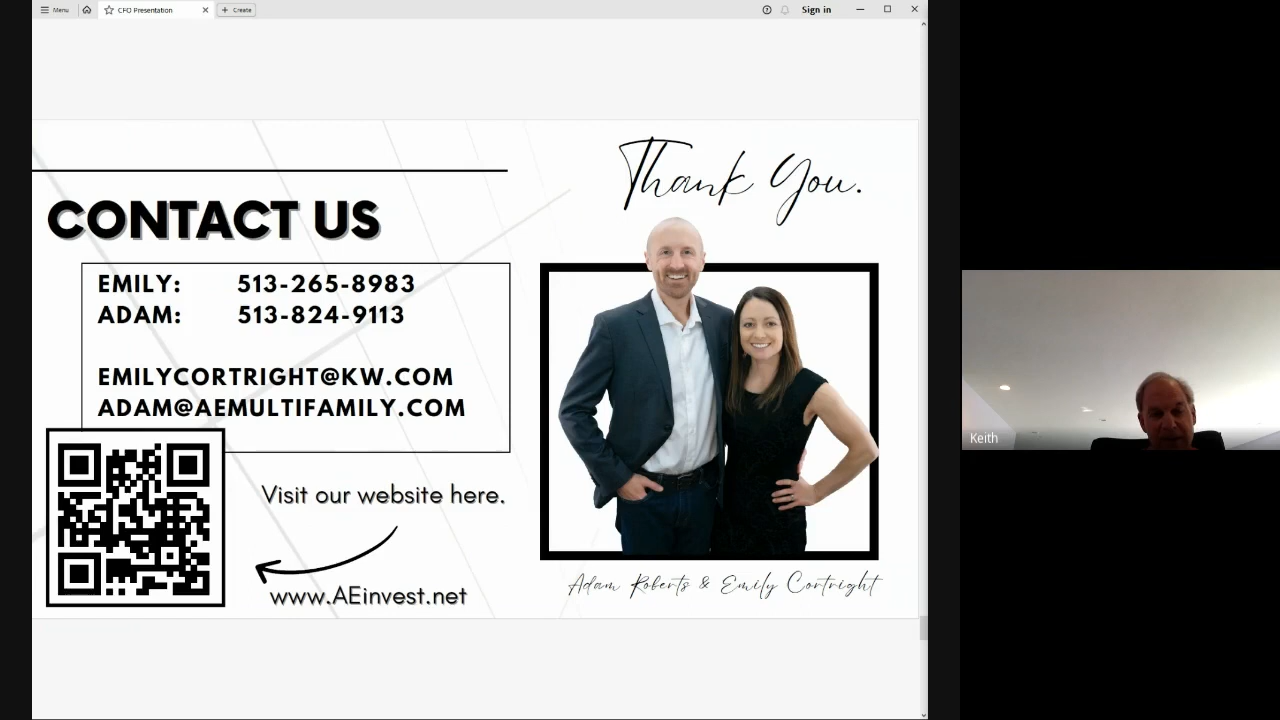 Menu
CFO Presentation
Create
Sign in
Thank You.
CONTACT US
EMILY: 513-265-8983
ADAM: 513-824-9113
EMILYCORTRIGHT@KW.COM
ADAM@AEMULTIFAMILY.COM
Visit our website here.
www.AEinvest.net
Adam Roberts & Emily Cortright
Keith